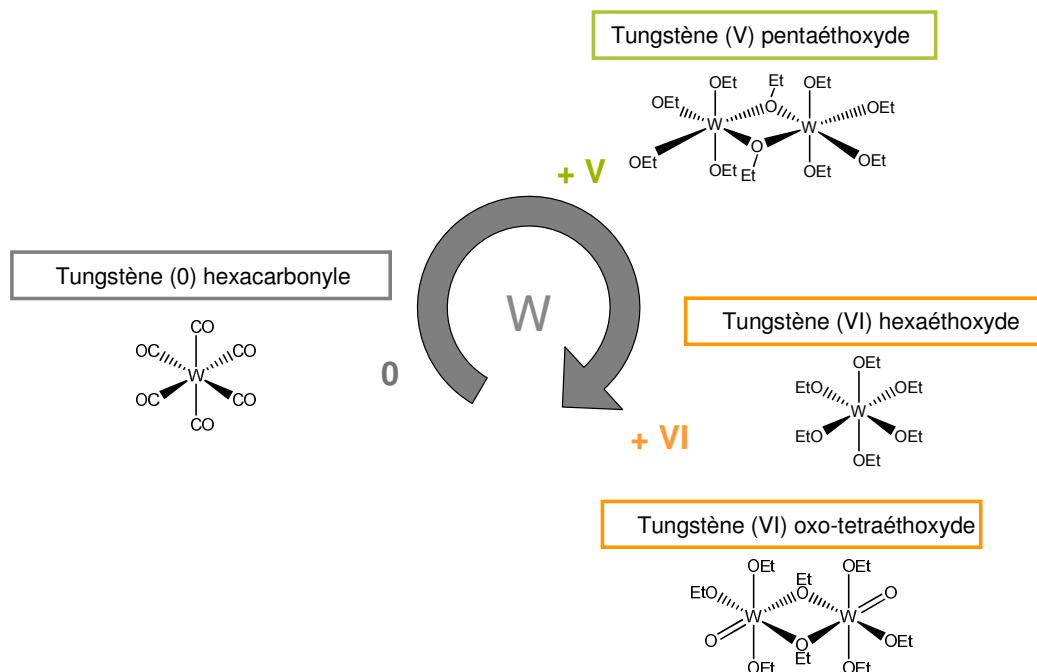 Tungstène (V) pentaéthoxyde
Et
OEt
OEt
OEt
O
OEt
W
W
O
OEt
OEt
OEt
OEt
Et
+ V
Tungstène (0) hexacarbonyle
W
Tungstène (VI) hexaéthoxyde
CO
OC
CO
W
OC
CO
CO
0
OEt
EtO
OEt
W
EtO
OEt
OEt
+ VI
Tungstène (VI) oxo-tetraéthoxyde
OEt
OEt
Et
EtO
O
O
W
W
O
O
OEt
Et
OEt
OEt